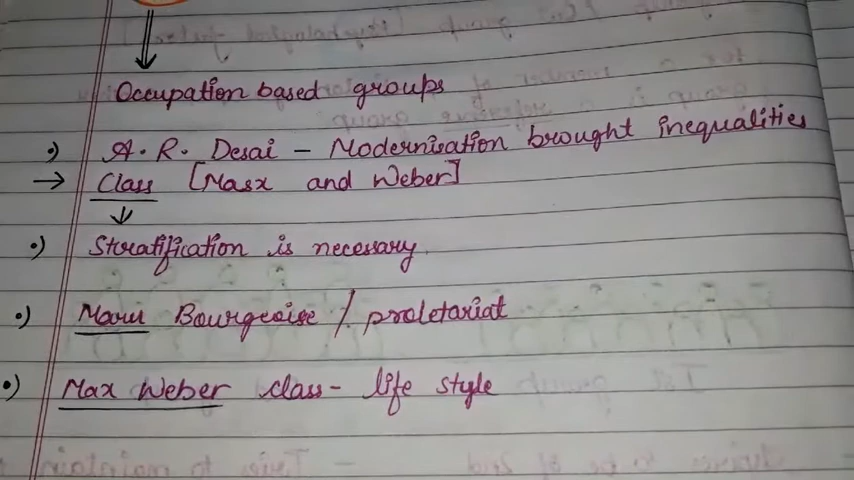 Occupation based groups
•) A. R. Desai - Modernisation brought inequalities
→ Class [Marx and Weber]
•) Stratification is necessary.
•) Marx Bourgeoise / proletariat
•) Max Weber class - life style